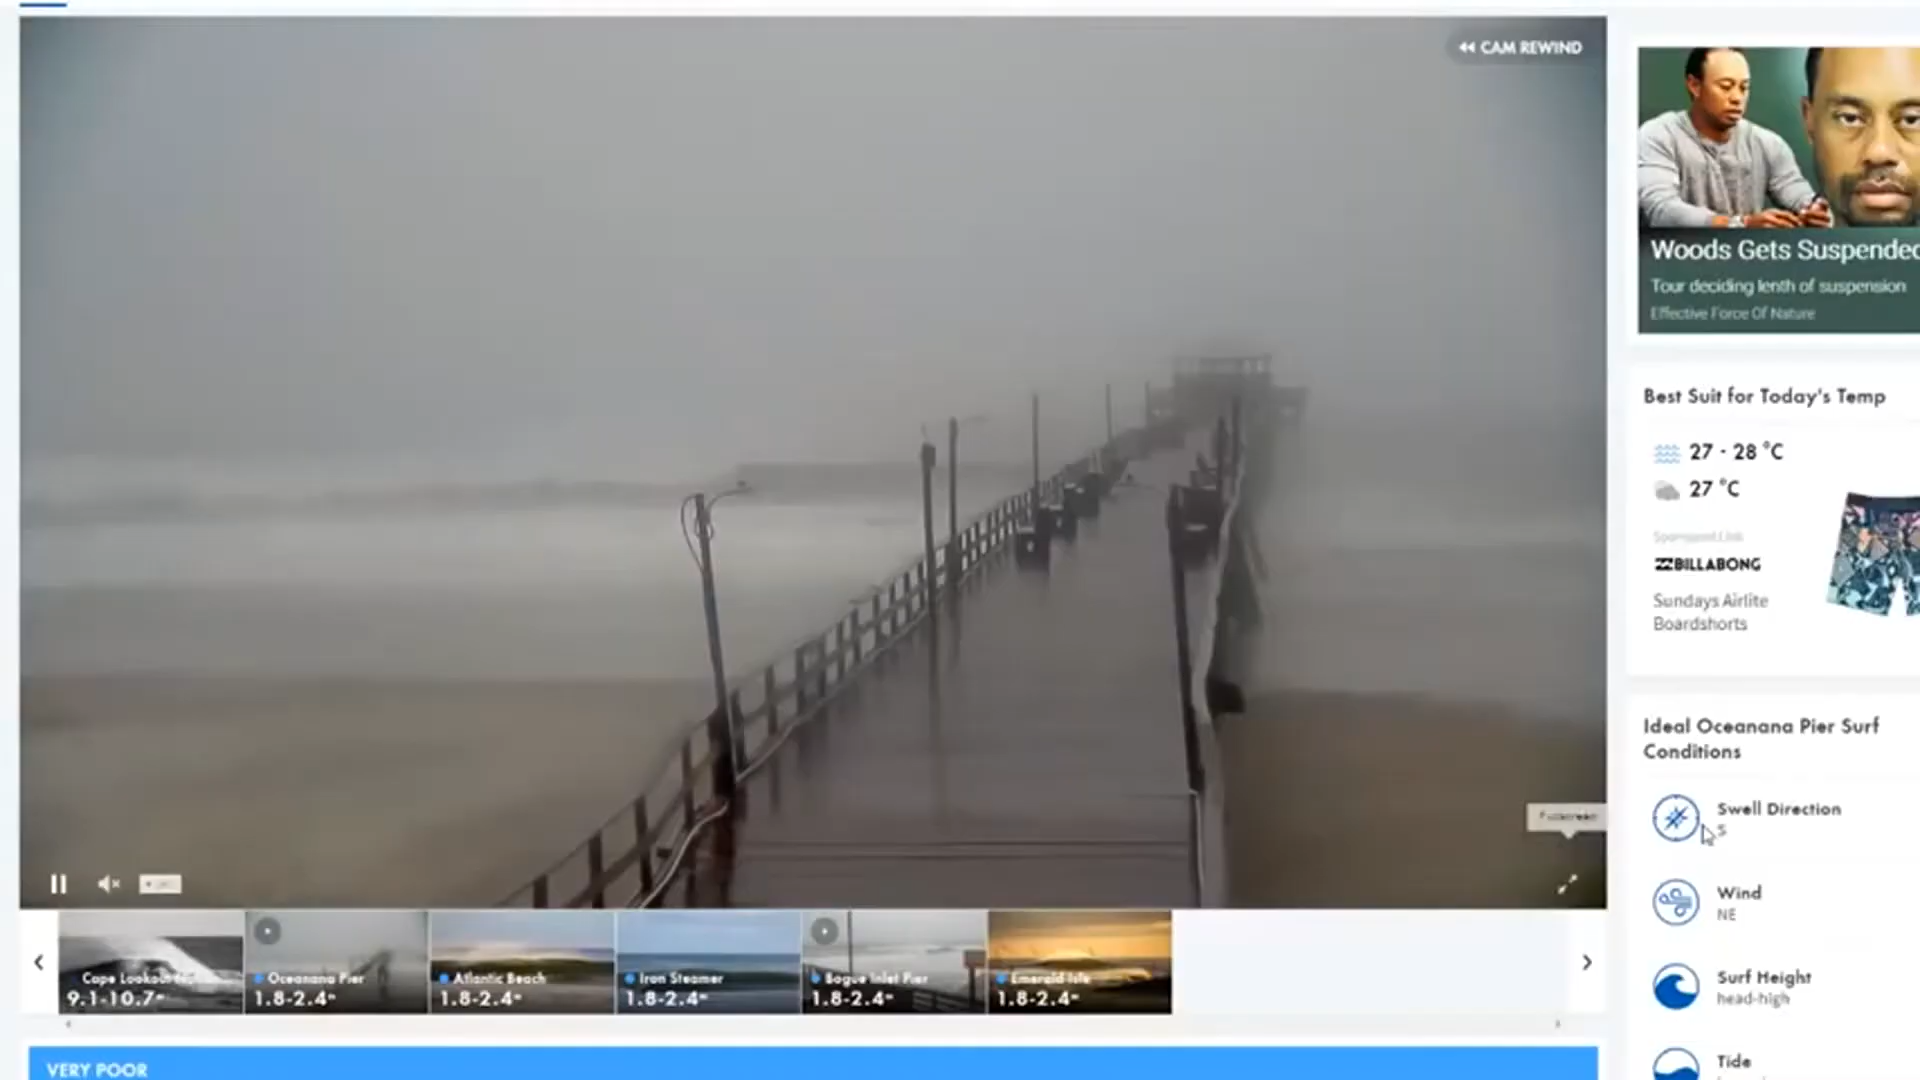 CAM REWIND
Woods Gets Suspended
Tour deciding lenth of suspension
Effective Force Of Nature
Best Suit for Today's Temp
27 - 28 °C
27 °C
Sponsored Link
BILLABONG
Sundays Airlite
Boardshorts
Ideal Oceanana Pier Surf
Conditions
Swell Direction
S
Wind
NE
Surf Height
head-high
Tide
Cape Lookout
9.1-10.7
Oceanana Pier
1.8-2.4
Atlantic Beach
1.8-2.4
Iron Steamer
1.8-2.4
Bogue Inlet Pier
1.8-2.4
Emerald Isle
1.8-2.4
VERY POOR